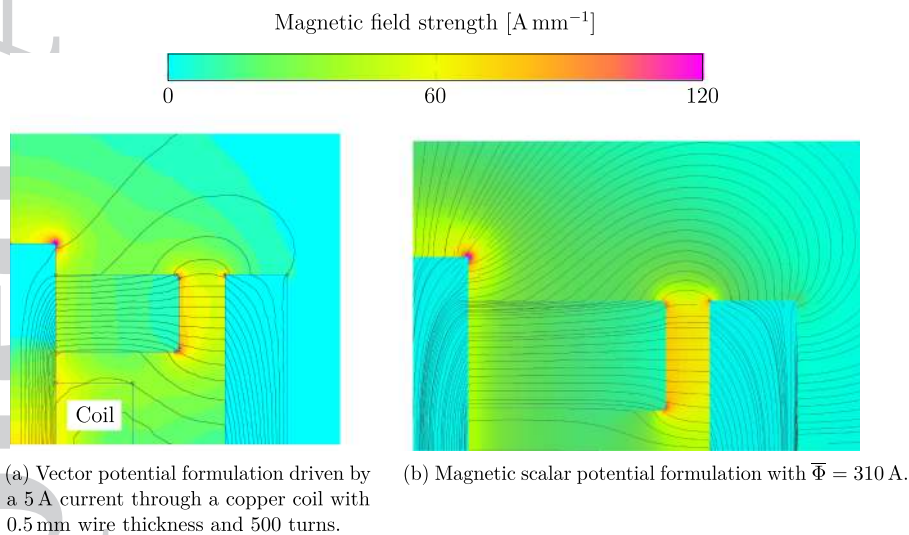 Magnetic field strength [A mm⁻¹]
0 60 120
Coil
(a) Vector potential formulation driven by
a 5 A current through a copper coil with
0.5 mm wire thickness and 500 turns.
(b) Magnetic scalar potential formulation with Φ̅ = 310 A.